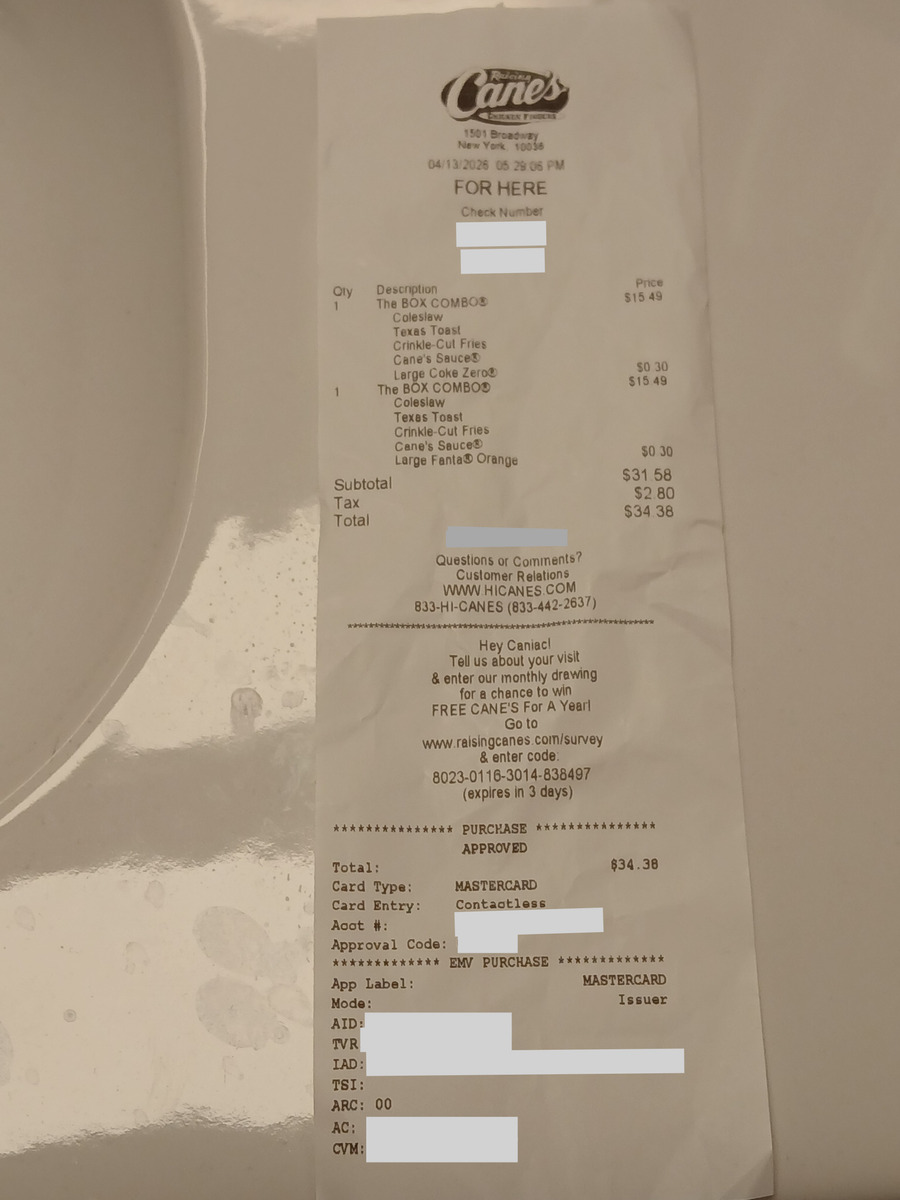 Raising
Cane's
Chicken Fingers
1501 Broadway
New York, 10036
04/13/2026 05:29:06 PM
FOR HERE
Check Number
Qty Description Price
1 The BOX COMBO® $15.49
Coleslaw
Texas Toast
Crinkle-Cut Fries
Cane's Sauce®
Large Coke Zero® $0.30
1 The BOX COMBO® $15.49
Coleslaw
Texas Toast
Crinkle-Cut Fries
Cane's Sauce®
Large Fanta® Orange $0.30
Subtotal $31.58
Tax $2.80
Total $34.38
Questions or Comments?
Customer Relations
WWW.HICANES.COM
833-HI-CANES (833-442-2637)
**********************************************************
Hey Caniac!
Tell us about your visit
& enter our monthly drawing
for a chance to win
FREE CANE'S For A Year!
Go to
www.raisingcanes.com/survey
& enter code:
8023-0116-3014-838497
(expires in 3 days)
*************** PURCHASE ***************
APPROVED
Total: $34.38
Card Type: MASTERCARD
Card Entry: Contactless
Acct #:
Approval Code:
************* EMV PURCHASE *************
App Label: MASTERCARD
Mode: Issuer
AID:
TVR
IAD:
TSI:
ARC: 00
AC:
CVM: